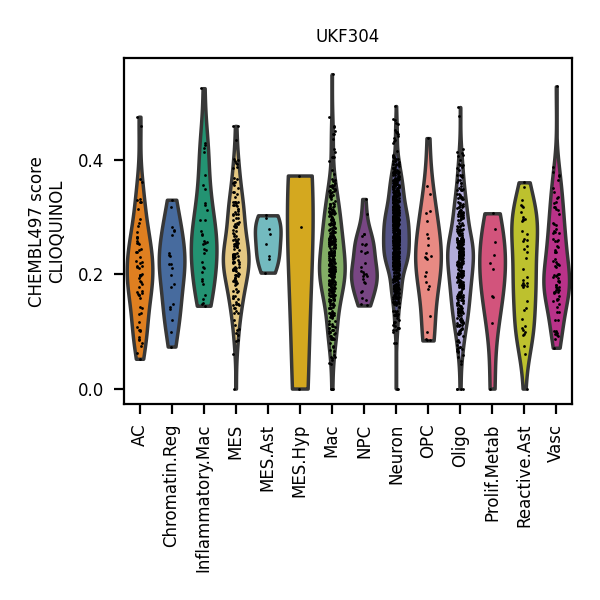 UKF304
CHEMBL497 score
CLIOQUINOL
0.4
0.2
0.0
AC
Chromatin.Reg
Inflammatory.Mac
MES
MES.Ast
MES.Hyp
Mac
NPC
Neuron
OPC
Oligo
Prolif.Metab
Reactive.Ast
Vasc